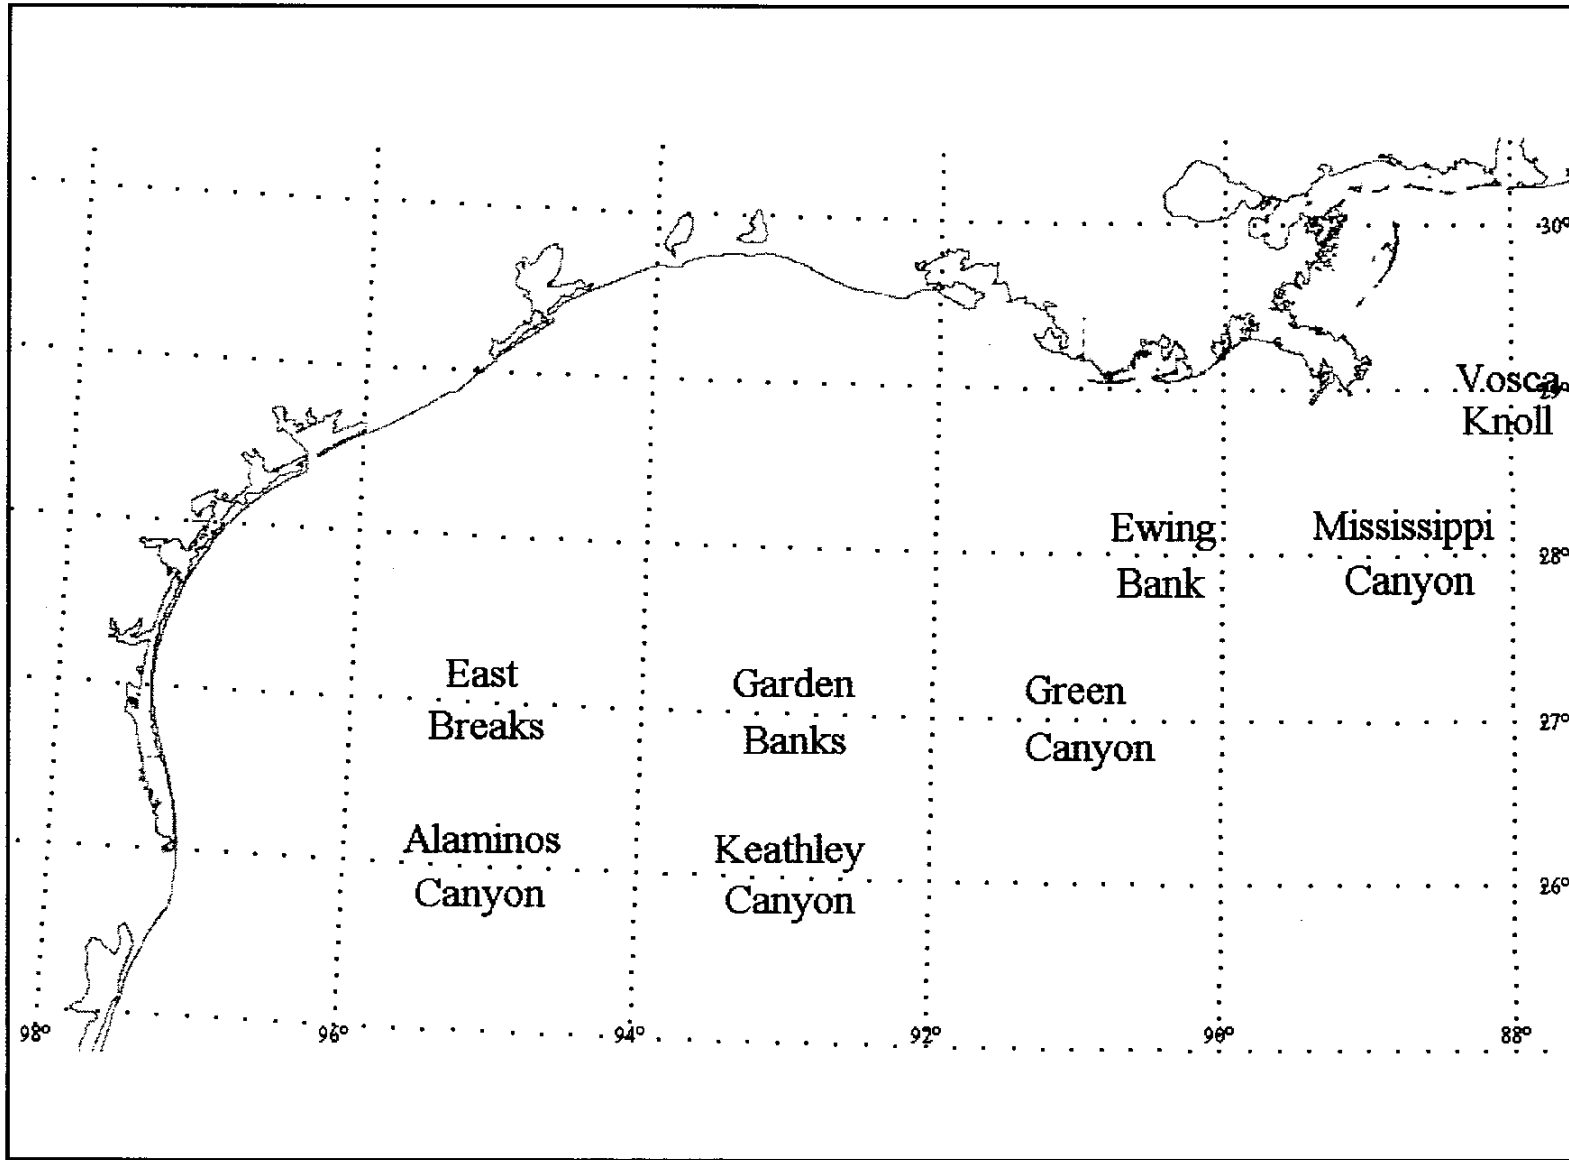 30°
Vosca
29°
Knoll
Ewing
Bank
Mississippi
Canyon
28°
East
Breaks
Garden
Banks
Green
Canyon
27°
Alaminos
Canyon
Keathley
Canyon
26°
98°
96°
94°
92°
90°
88°